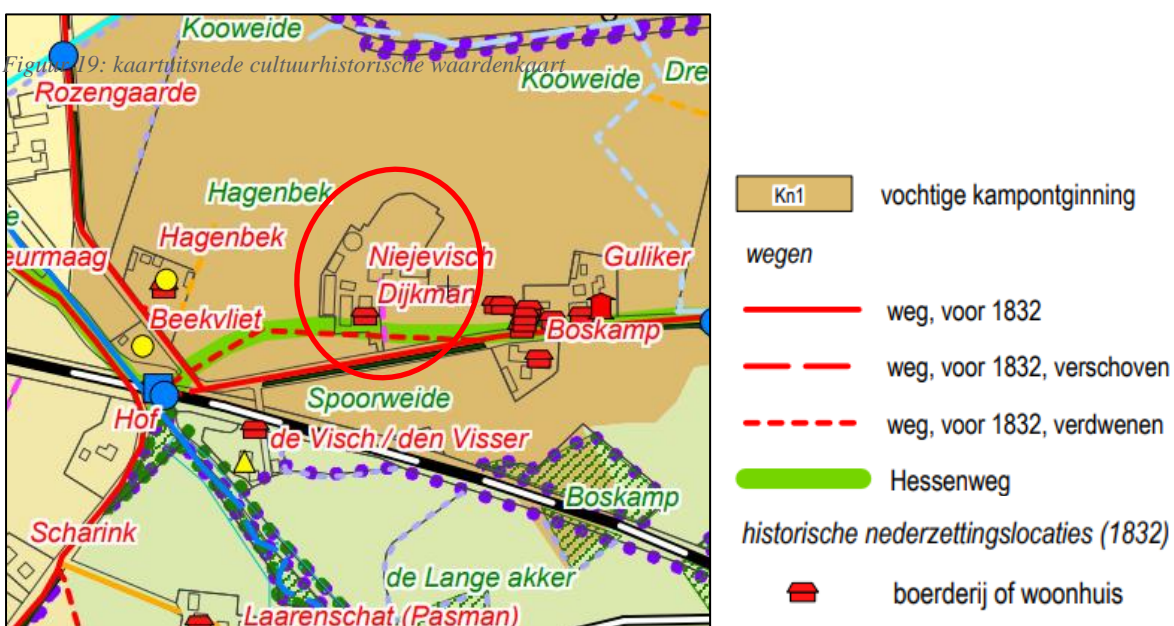 Kooweide
Figuur 19: kaartuitsnede cultuurhistorische waardenkaart
Kooweide
Dre
Rozengaarde
Hagenbek
e
Hagenbek
Niejevisch
Guliker
eurmaag
Dijkman
Beekvliet
Boskamp
Spoorweide
Hof
de Visch / den Visser
Boskamp
Scharink
de Lange akker
Laarenschat (Pasman)
Kn1 vochtige kampontginning
wegen
weg, voor 1832
weg, voor 1832, verschoven
weg, voor 1832, verdwenen
Hessenweg
historische nederzettingslocaties (1832)
boerderij of woonhuis